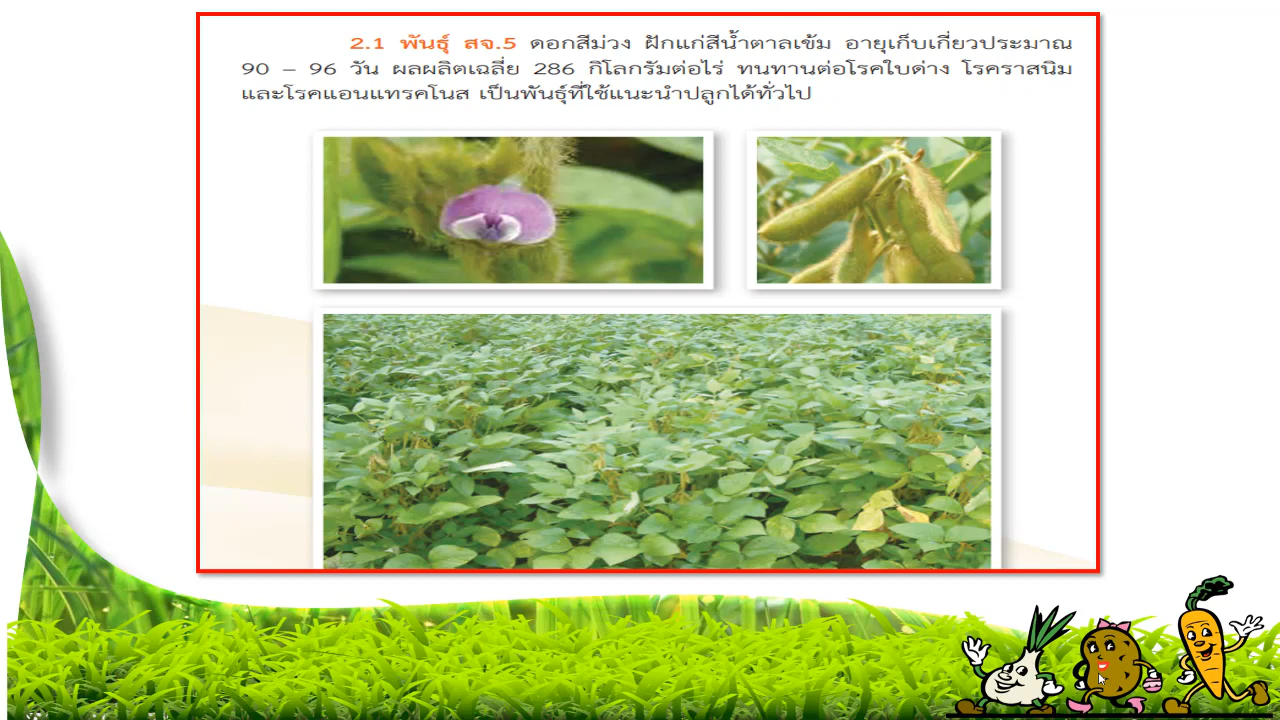 2.1 พันธุ์ สจ.5 ดอกสีม่วง ฝักแก่สีน้ำตาลเข้ม อายุเก็บเกี่ยวประมาณ
90 – 96 วัน ผลผลิตเฉลี่ย 286 กิโลกรัมต่อไร่ ทนทานต่อโรคใบด่าง โรคราสนิม
และโรคแอนแทรคโนส เป็นพันธุ์ที่ใช้แนะนำปลูกได้ทั่วไป